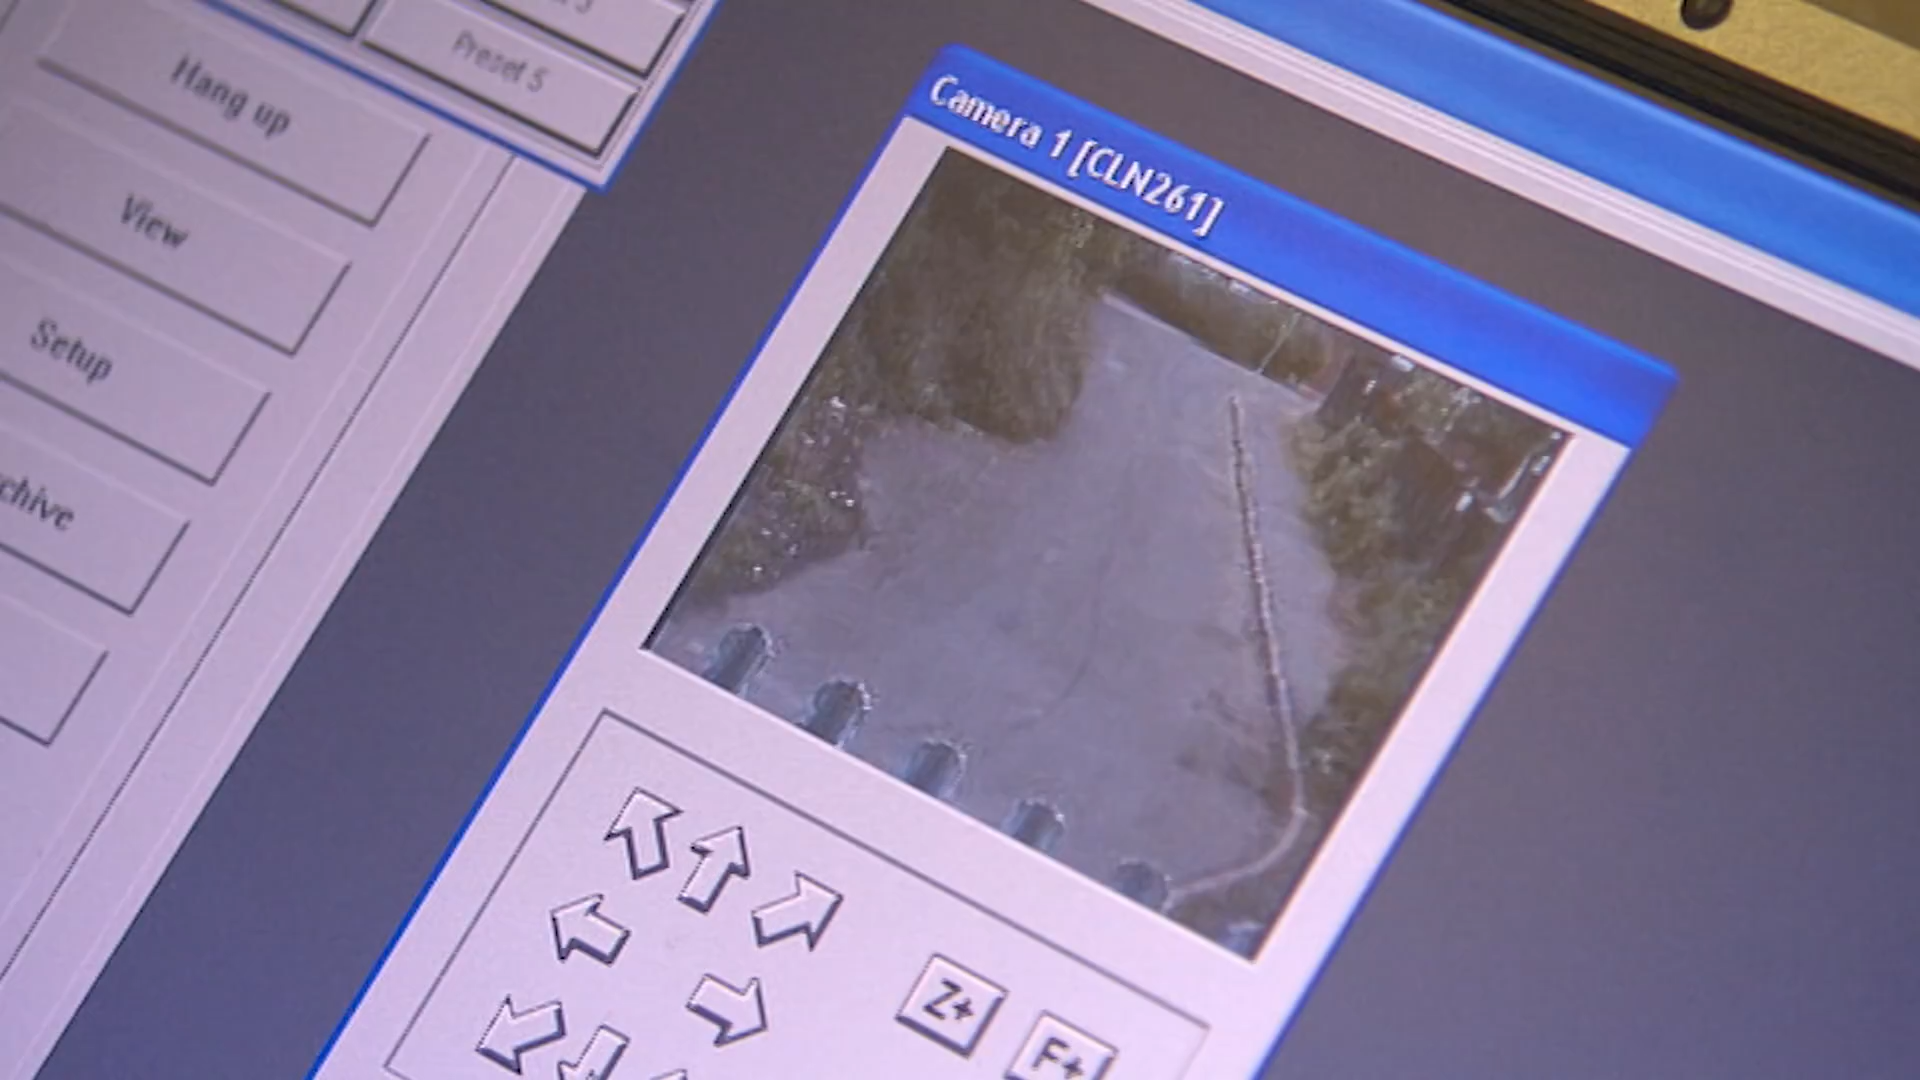 Preset 5
Hang up
View
Setup
chive
Camera 1 [CLN261]
Z+
F+